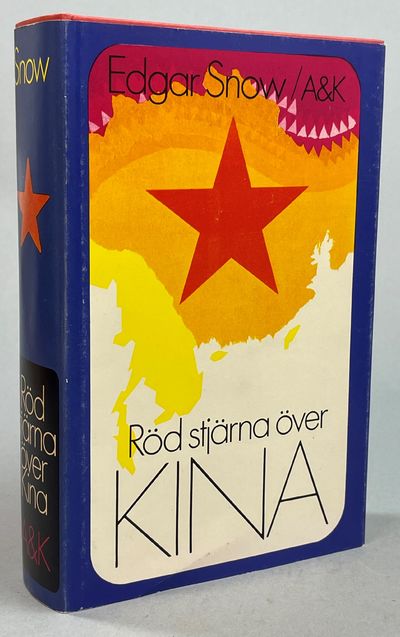 Edgar Snow/A&K
Röd stjärna över
KINA
Snow
Röd
stjärna
över
Kina
A&K